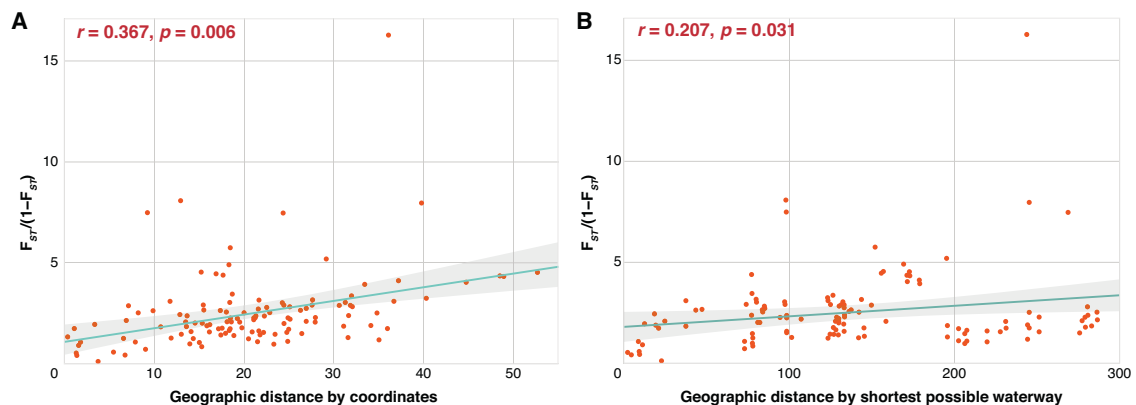 A
r = 0.367, p = 0.006
15
10
5
0
10
20
30
40
50
F_ST/(1–F_ST)
Geographic distance by coordinates
B
r = 0.207, p = 0.031
15
10
5
0
100
200
300
F_ST/(1–F_ST)
Geographic distance by shortest possible waterway